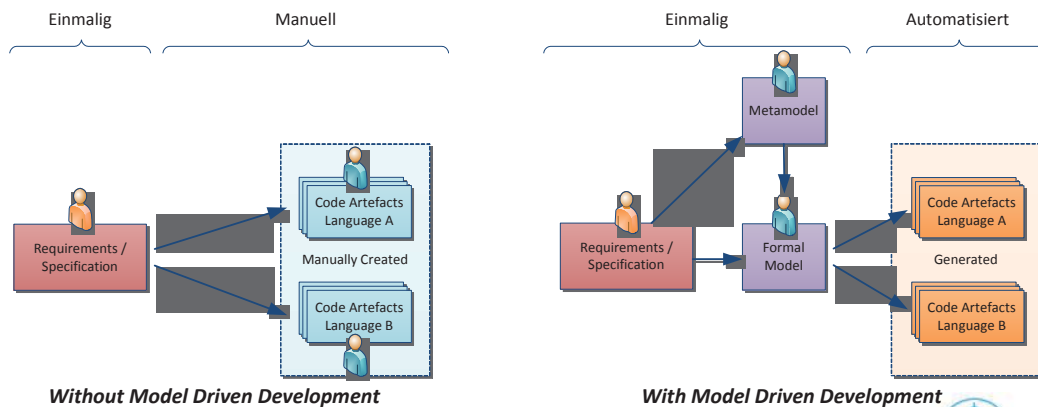 Einmalig
Manuell
Requirements /
Specification
Code Artefacts
Language A
Manually Created
Code Artefacts
Language B
Without Model Driven Development
Einmalig
Automatisiert
Metamodel
Requirements /
Specification
Formal
Model
Code Artefacts
Language A
Generated
Code Artefacts
Language B
With Model Driven Development